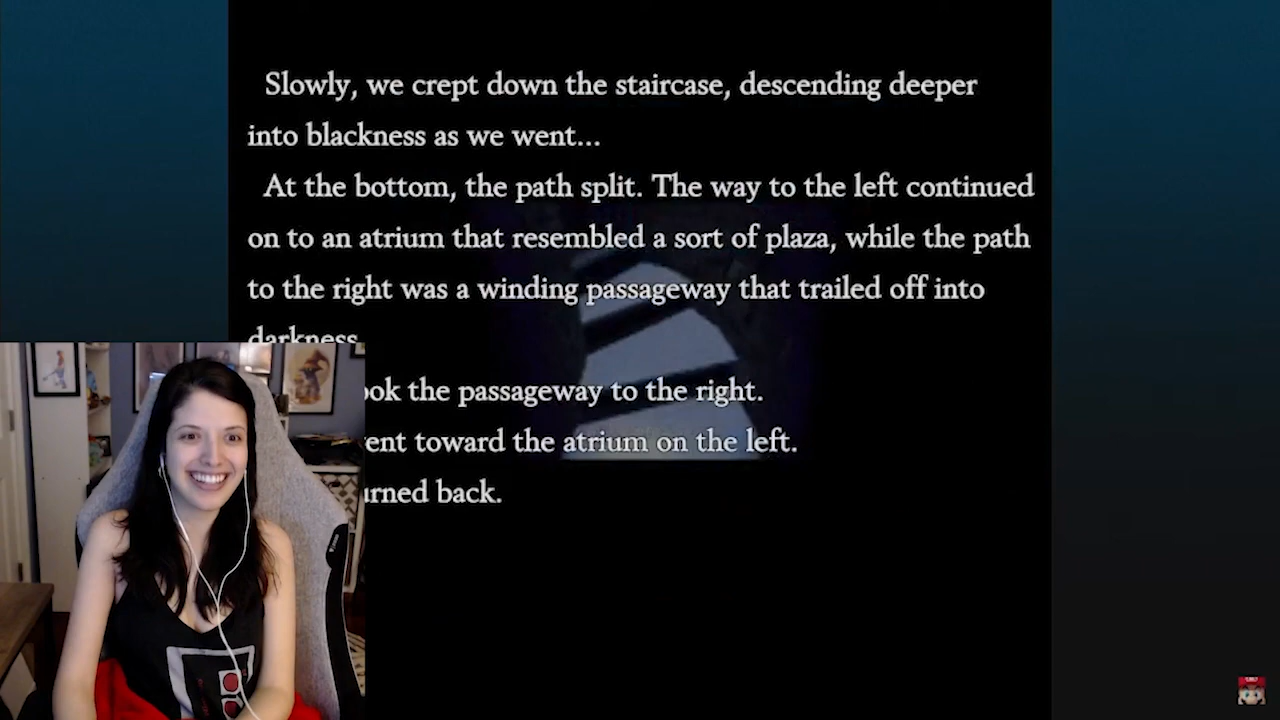 Slowly, we crept down the staircase, descending deeper
into blackness as we went...
At the bottom, the path split. The way to the left continued
on to an atrium that resembled a sort of plaza, while the path
to the right was a winding passageway that trailed off into
darkness.
ook the passageway to the right.
ent toward the atrium on the left.
urned back.